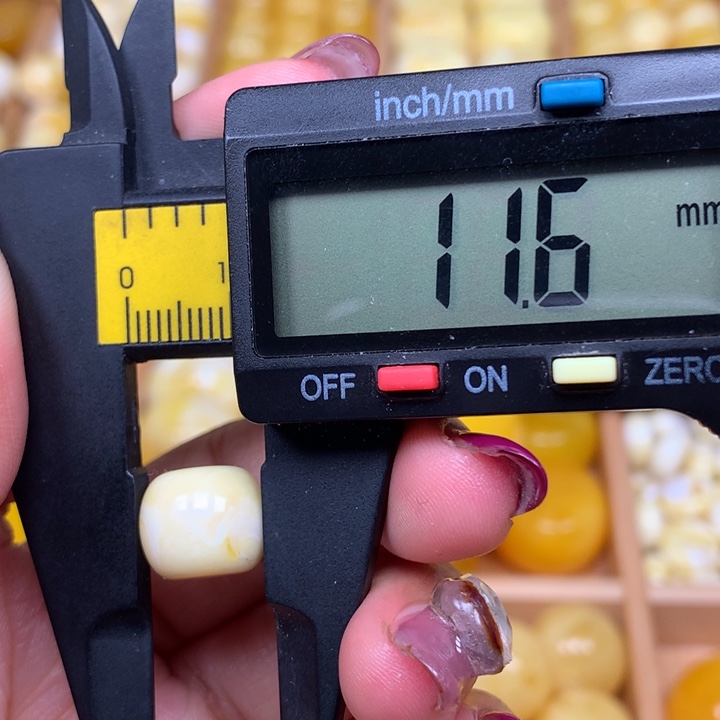 inch/mm
11.6 mm
0 1
OFF ON ZERO